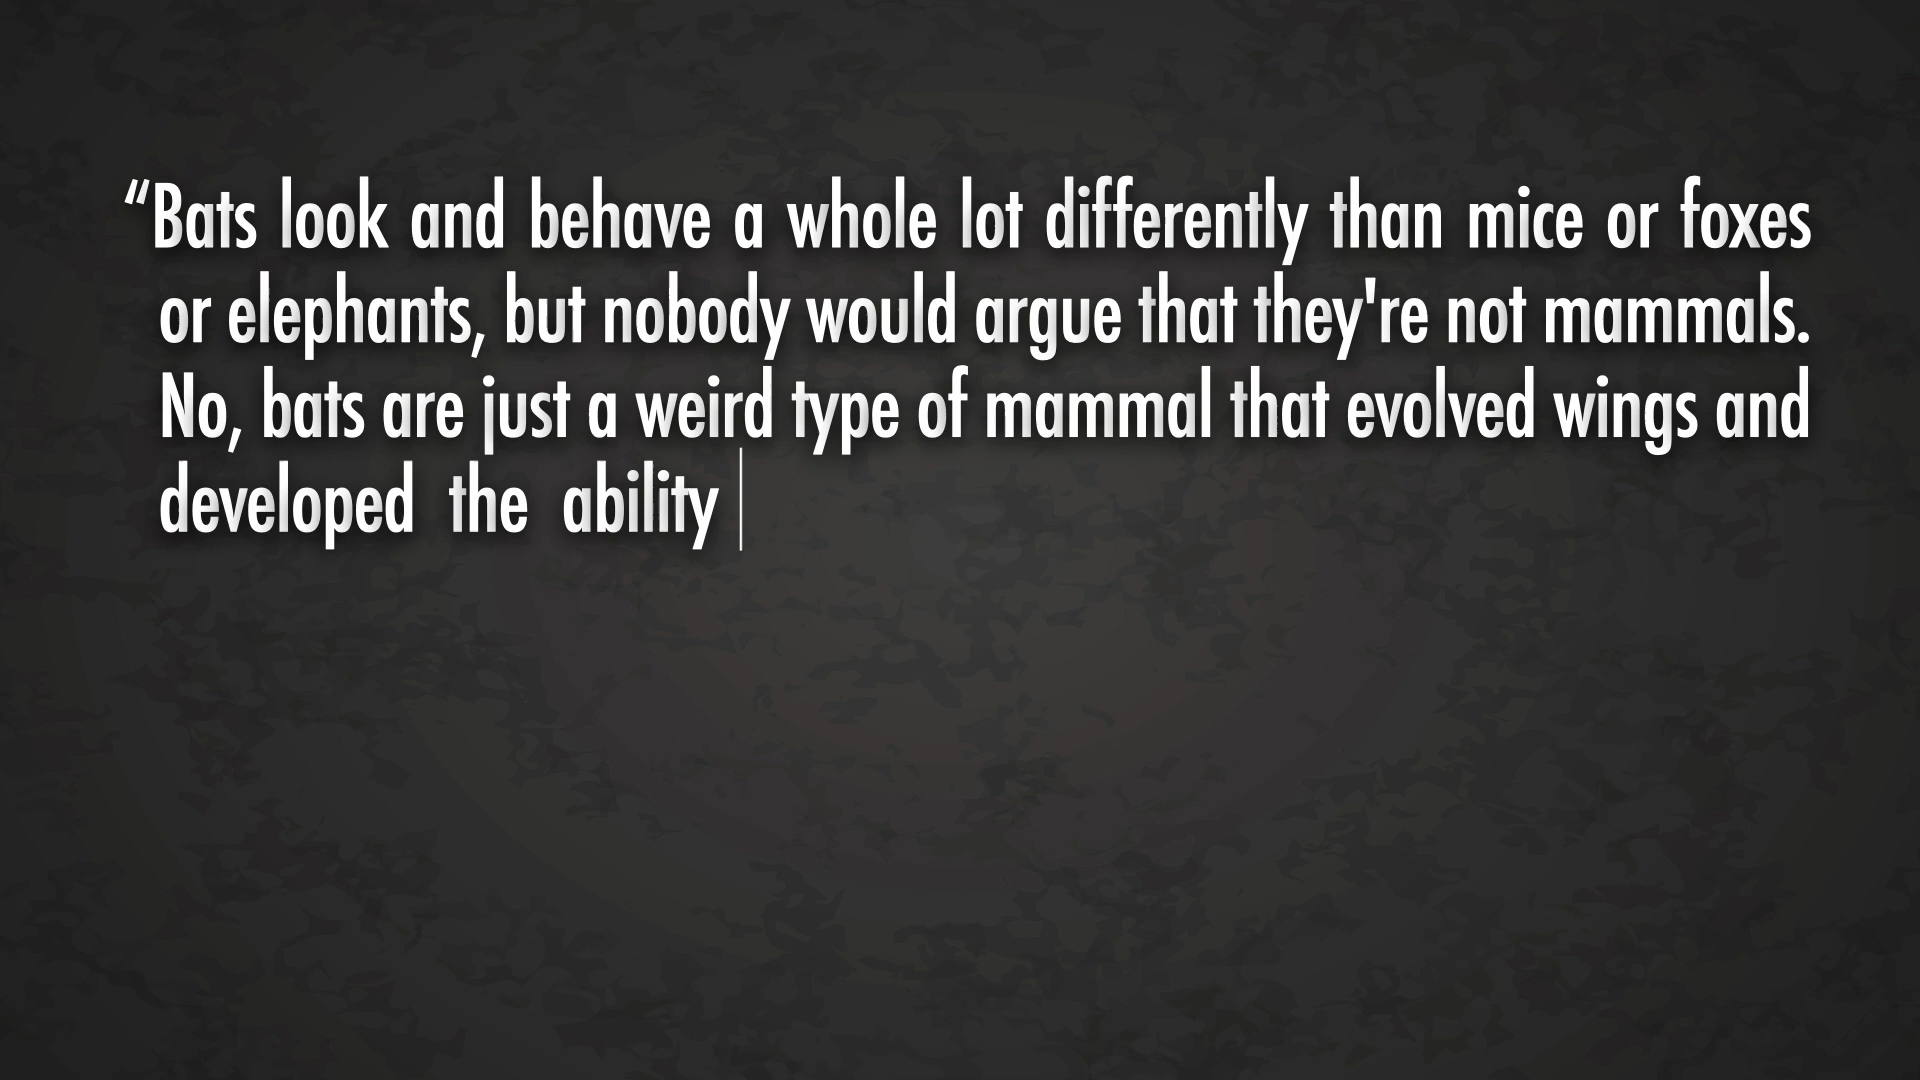 “Bats look and behave a whole lot differently than mice or foxes
or elephants, but nobody would argue that they're not mammals.
No, bats are just a weird type of mammal that evolved wings and
developed the ability